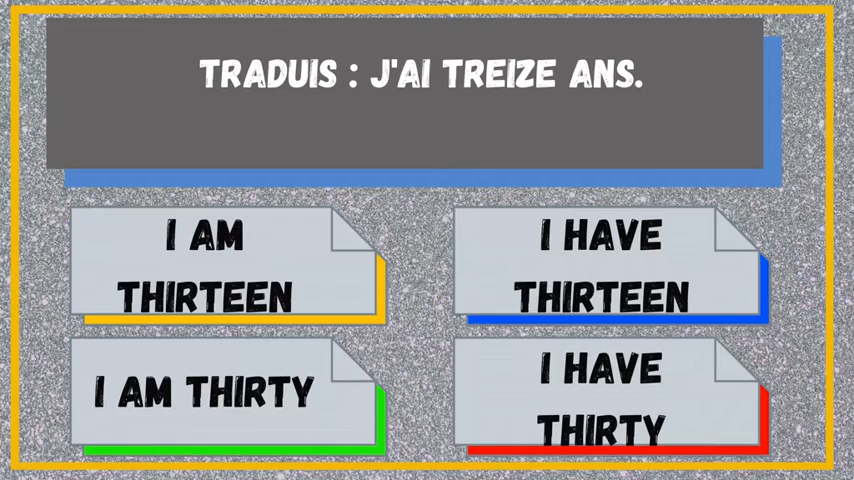 TRADUIS : J'AI TREIZE ANS.
I AM
THIRTEEN
I HAVE
THIRTEEN
I AM THIRTY
I HAVE
THIRTY